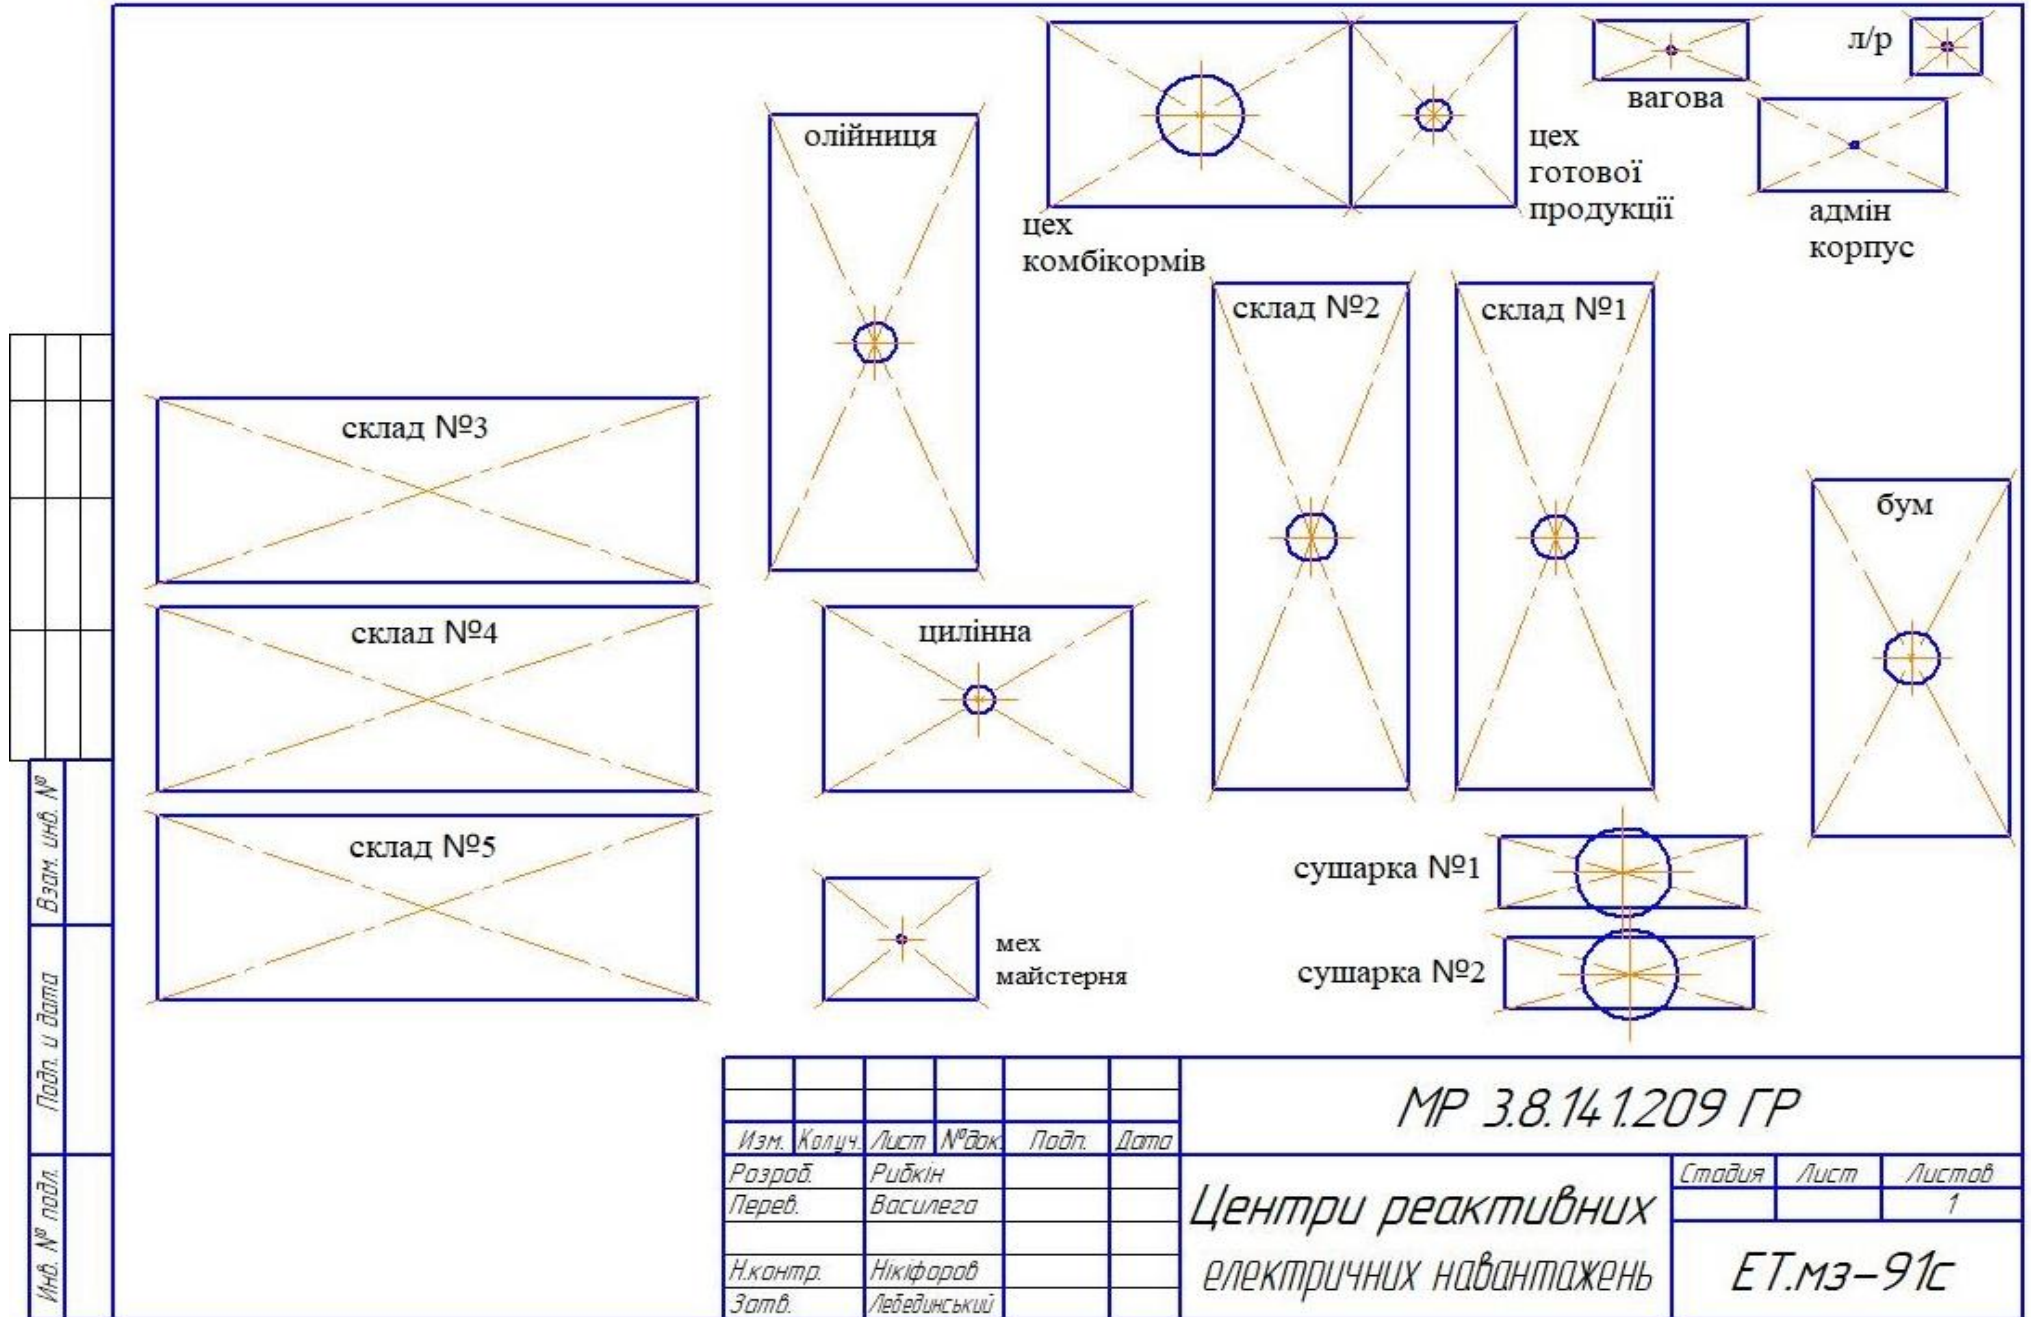 л/р
вагова
олійниця
цех
готової
продукції
адмін
корпус
цех
комбікормів
склад №2
склад №1
склад №3
бум
склад №4
цилінна
склад №5
сушарка №1
мех
майстерня
сушарка №2
Взам. инв. №
Подп. и дата
Инв. № подл.
МР 3.8.141.209 ГР
Изм. Колуч. Лист №док. Подп. Дата
Розроб. Рибкін
Перев. Василега
Н.контр. Нікіфоров
Затв. Лебединський
Центри реактивних
електричних навантажень
Стадия Лист Листов
1
ЕТ.мз-91с